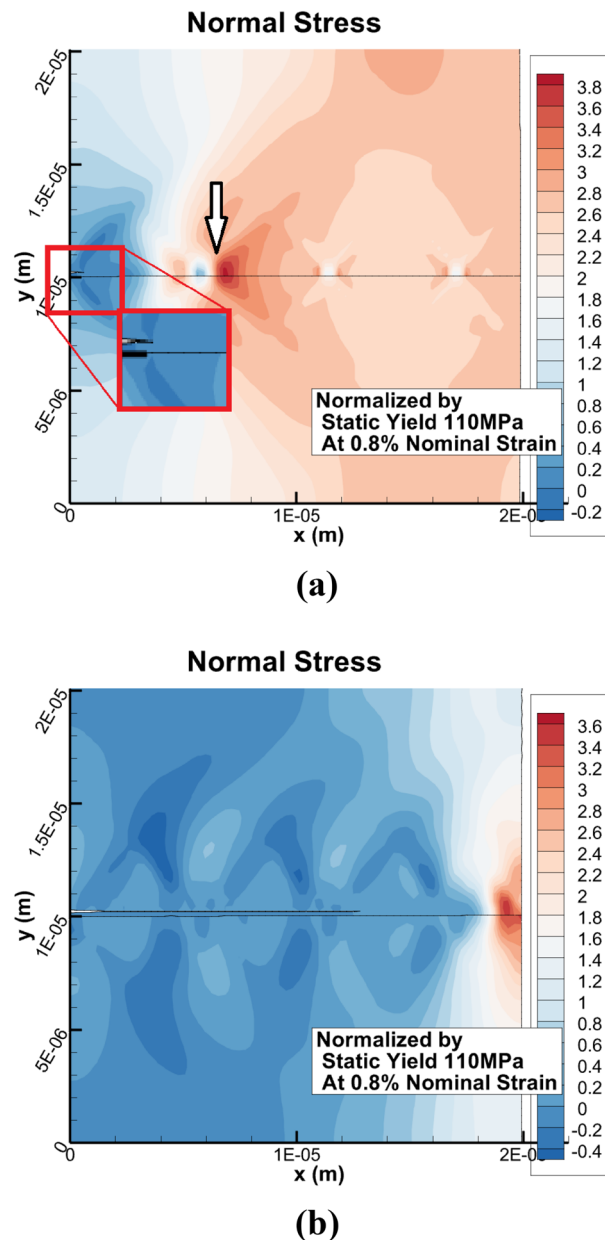 Normal Stress
2E-05
1.5E-05
1E-05
5E-06
0
y (m)
0
1E-05
2E-05
x (m)
3.8
3.6
3.4
3.2
3
2.8
2.6
2.4
2.2
2
1.8
1.6
1.4
1.2
1
0.8
0.6
0.4
0.2
0
-0.2
Normalized by
Static Yield 110MPa
At 0.8% Nominal Strain
(a)
Normal Stress
2E-05
1.5E-05
1E-05
5E-06
0
y (m)
0
1E-05
2E-05
x (m)
3.6
3.4
3.2
3
2.8
2.6
2.4
2.2
2
1.8
1.6
1.4
1.2
1
0.8
0.6
0.4
0.2
0
-0.2
-0.4
Normalized by
Static Yield 110MPa
At 0.8% Nominal Strain
(b)